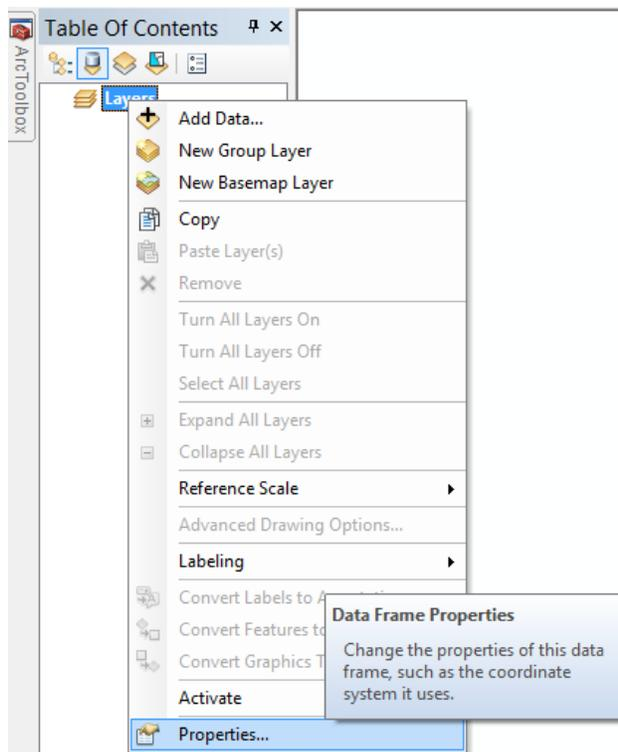 Table Of Contents
ArcToolbox
Layers
Add Data...
New Group Layer
New Basemap Layer
Copy
Paste Layer(s)
Remove
Turn All Layers On
Turn All Layers Off
Select All Layers
Expand All Layers
Collapse All Layers
Reference Scale
Advanced Drawing Options...
Labeling
Convert Labels to
Convert Features to
Convert Graphics
Activate
Properties...
Data Frame Properties
Change the properties of this data
frame, such as the coordinate
system it uses.